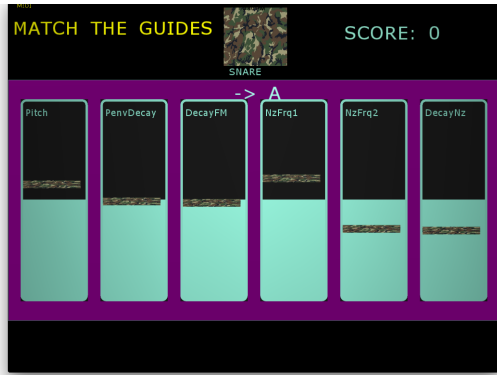 MIDI
MATCH THE GUIDES
SCORE: 0
SNARE
-> A
Pitch
PenvDecay
DecayFM
NzFrq1
NzFrq2
DecayNz